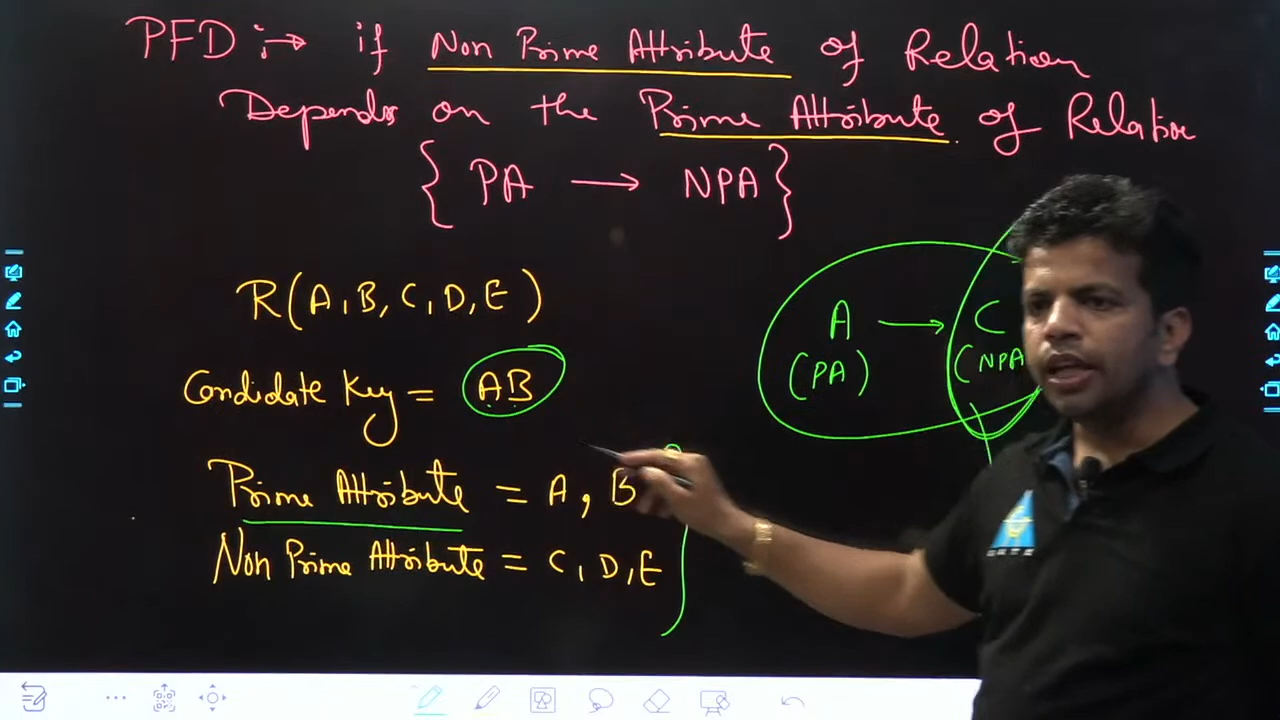 PFD :→ if Non Prime Attribute of Relation
Depends on the Prime Attribute of Relation
{ PA → NPA }
R(A,B,C,D,E)
A → C
(PA) (NPA
Candidate Key = AB
Prime Attribute = A, B
Non Prime Attribute = C, D, E